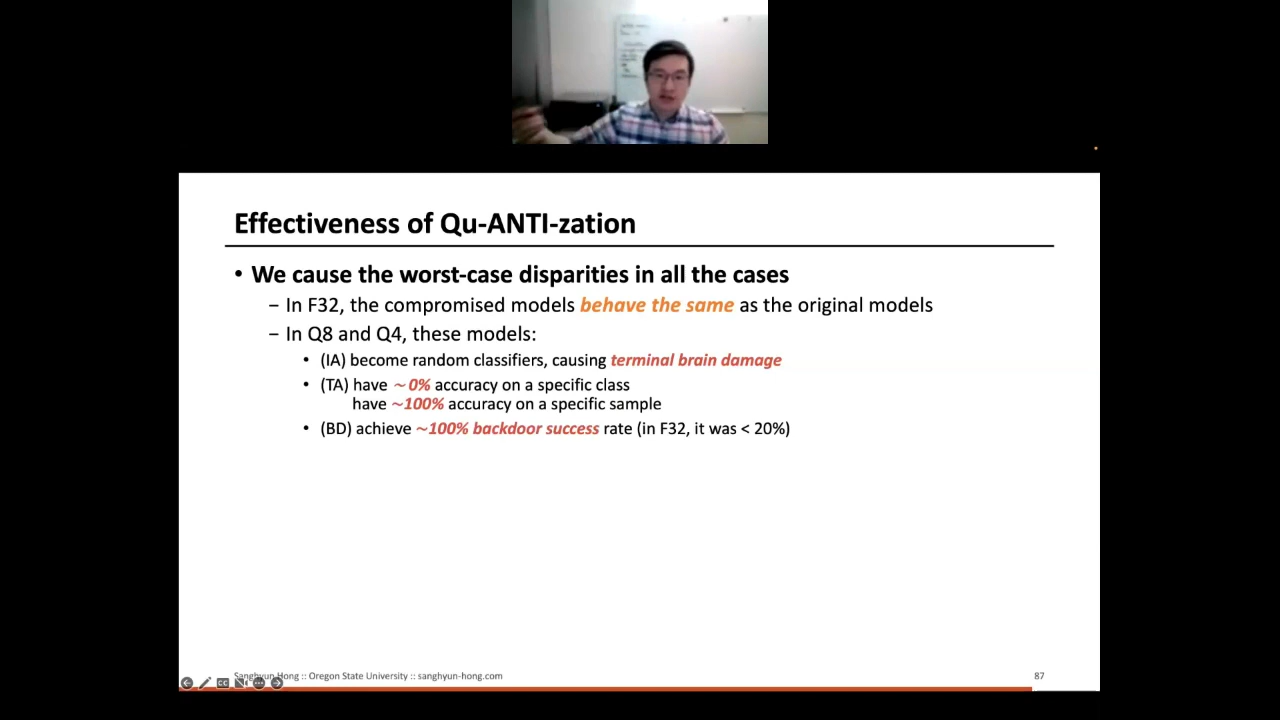 Effectiveness of Qu-ANTI-zation
• We cause the worst-case disparities in all the cases
– In F32, the compromised models behave the same as the original models
– In Q8 and Q4, these models:
• (IA) become random classifiers, causing terminal brain damage
• (TA) have ~0% accuracy on a specific class
have ~100% accuracy on a specific sample
• (BD) achieve ~100% backdoor success rate (in F32, it was < 20%)
Sanghyun Hong :: Oregon State University :: sanghyun-hong.com
87